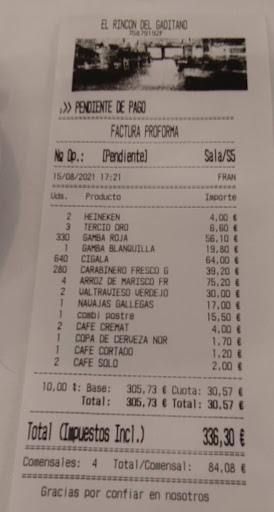 EL RINCON DEL GADITANO
75879192F
,>> PENDIENTE DE PAGO
FACTURA PROFORMA
No Op.: [Pendiente] Sala/S5
15/08/2021 17:21 FRAN
Uds. Producto Importe
2 HEINEKEN 4,00 €
3 TERCIO ORO 6,60 €
330 GAMBA ROJA 56,10 €
1 GAMBA BLANQUILLA 19,80 €
640 CIGALA 64,00 €
280 CARABINERO FRESCO G 39,20 €
4 ARROZ DE MARISCO FR 75,20 €
2 VALTRAVIESO VERDEJO 30,00 €
1 NAVAJAS GALLEGAS 17,00 €
1 combi postre 15,50 €
2 CAFE CREMAT 4,00 €
1 COPA DE CERVEZA NOR 1,70 €
1 CAFE CORTADO 1,20 €
2 CAFE SOLO 2,00 €
10,00 %: Base: 305,73 € Cuota: 30,57 €
Total: 305,73 € Total: 30,57 €
Total (Impuestos Incl.) 336,30 €
Comensales: 4 Total/Comensal: 84,08 €
Gracias por confiar en nosotros